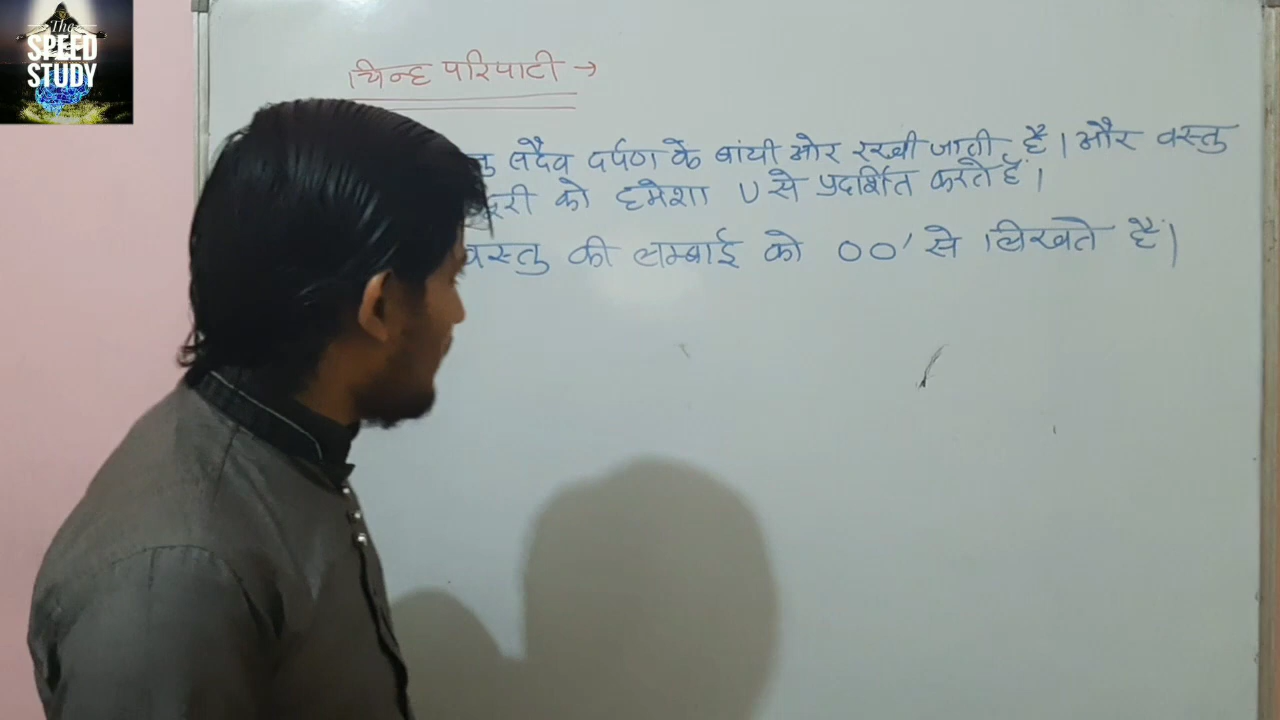 The
SPEED
STUDY
चिन्ह परिपाटी →
सदैव दर्पण के बांयी ओर रखी जाती है। और वस्तु
को हमेशा U से प्रदर्शित करते हैं।
वस्तु की लम्बाई को OO' से लिखते हैं।